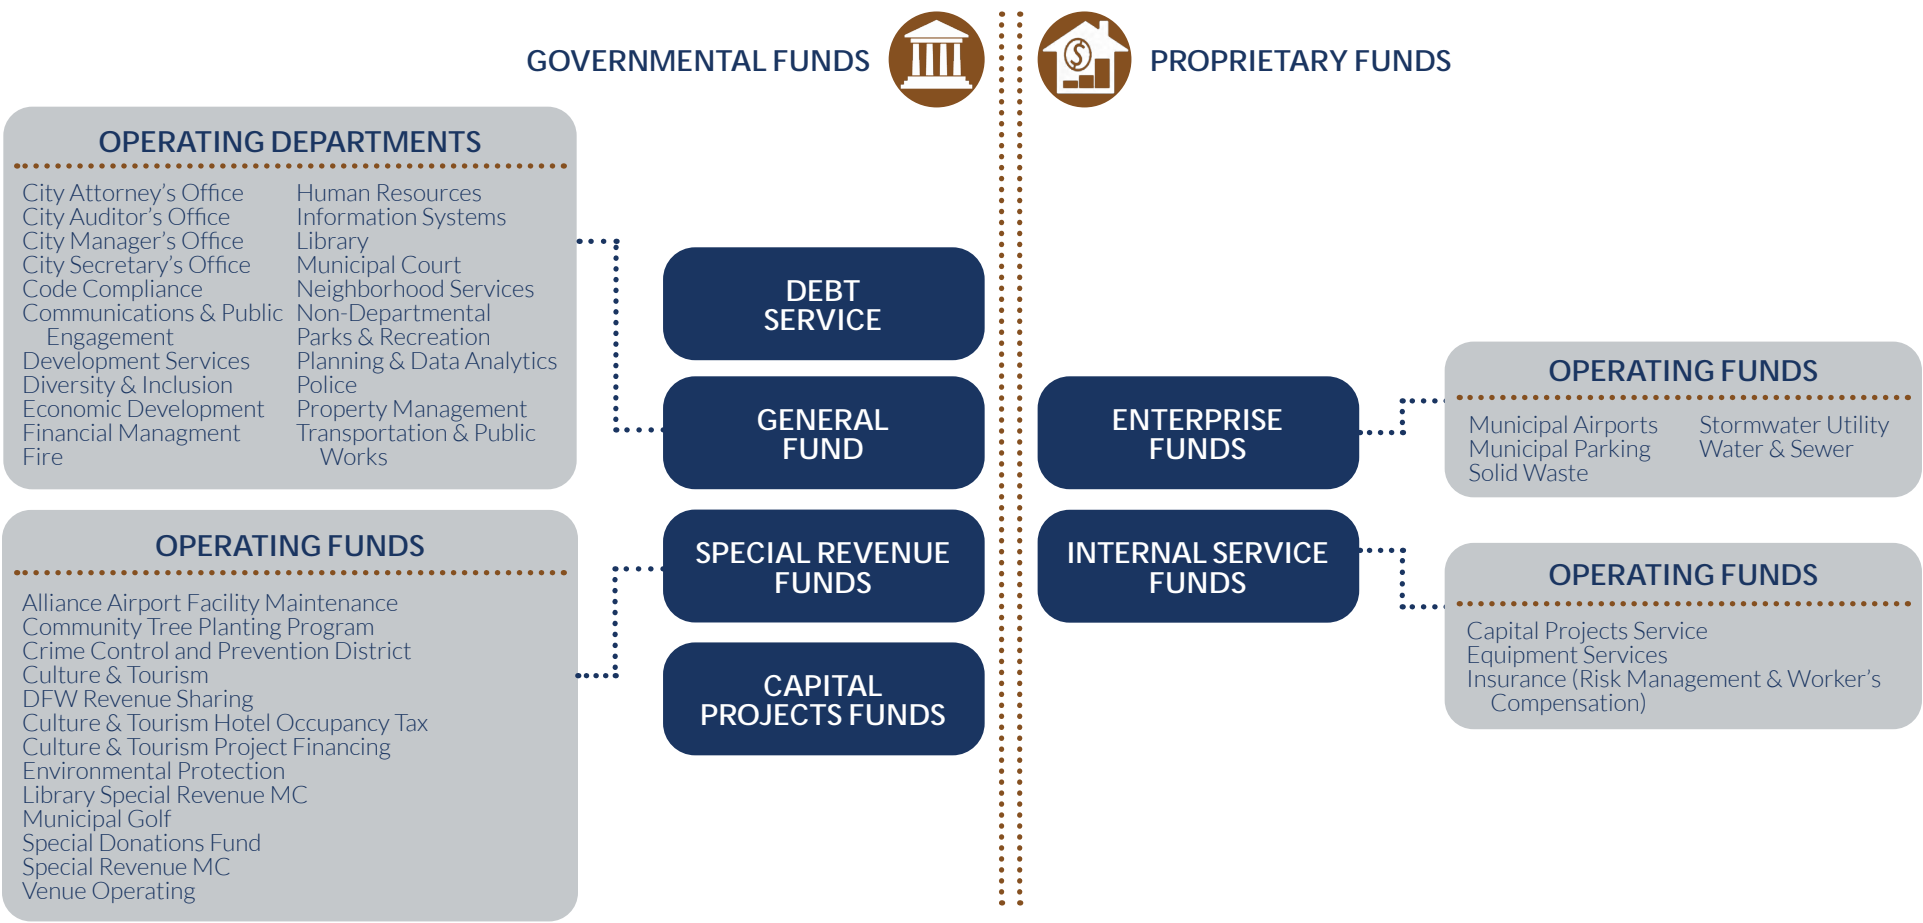 GOVERNMENTAL FUNDS
PROPRIETARY FUNDS
OPERATING DEPARTMENTS
City Attorney's Office
City Auditor's Office
City Manager's Office
City Secretary's Office
Code Compliance
Communications & Public
Engagement
Development Services
Diversity & Inclusion
Economic Development
Financial Managment
Fire
Human Resources
Information Systems
Library
Municipal Court
Neighborhood Services
Non-Departmental
Parks & Recreation
Planning & Data Analytics
Police
Property Management
Transportation & Public
Works
OPERATING FUNDS
Alliance Airport Facility Maintenance
Community Tree Planting Program
Crime Control and Prevention District
Culture & Tourism
DFW Revenue Sharing
Culture & Tourism Hotel Occupancy Tax
Culture & Tourism Project Financing
Environmental Protection
Library Special Revenue MC
Municipal Golf
Special Donations Fund
Special Revenue MC
Venue Operating
DEBT
SERVICE
GENERAL
FUND
SPECIAL REVENUE
FUNDS
CAPITAL
PROJECTS FUNDS
$
ENTERPRISE
FUNDS
INTERNAL SERVICE
FUNDS
OPERATING FUNDS
Municipal Airports
Municipal Parking
Solid Waste
Stormwater Utility
Water & Sewer
OPERATING FUNDS
Capital Projects Service
Equipment Services
Insurance (Risk Management & Worker's
Compensation)